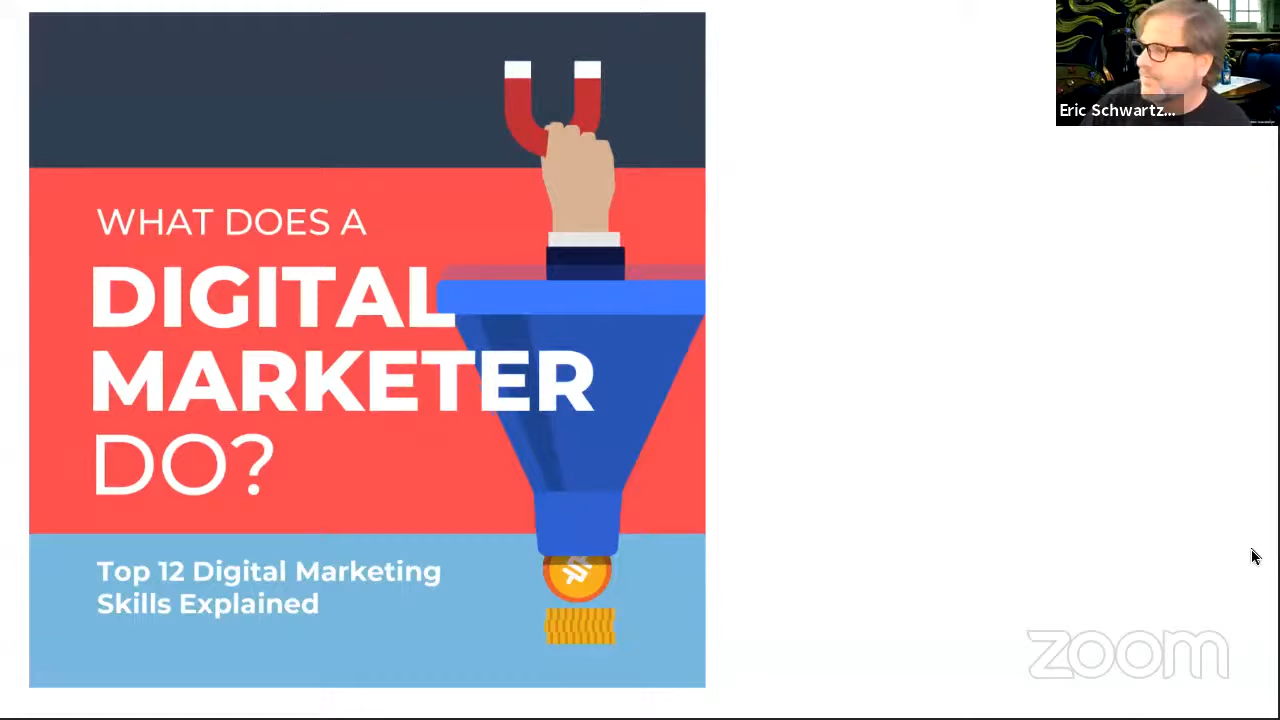 WHAT DOES A
DIGITAL
MARKETER
DO?
Top 12 Digital Marketing
Skills Explained
Eric Schwartz...
zoom